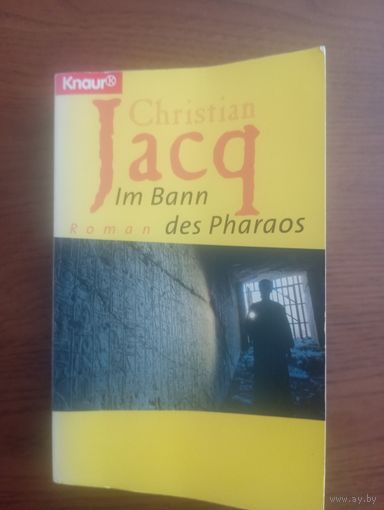 Knaur®
Christian
Jacq
Im Bann
Roman des Pharaos
www.ay.by